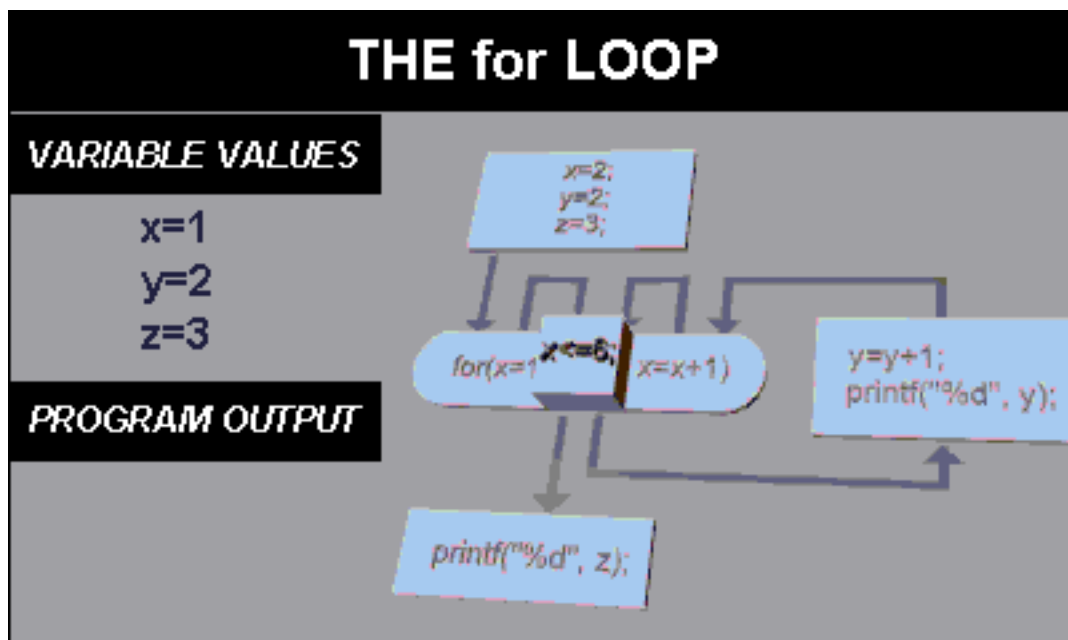 THE for LOOP
VARIABLE VALUES
x=1
y=2
z=3
PROGRAM OUTPUT
x=2;
y=2;
z=3;
for(x=1 x<=6; x=x+1)
y=y+1;
printf("%d", y);
printf("%d", z);